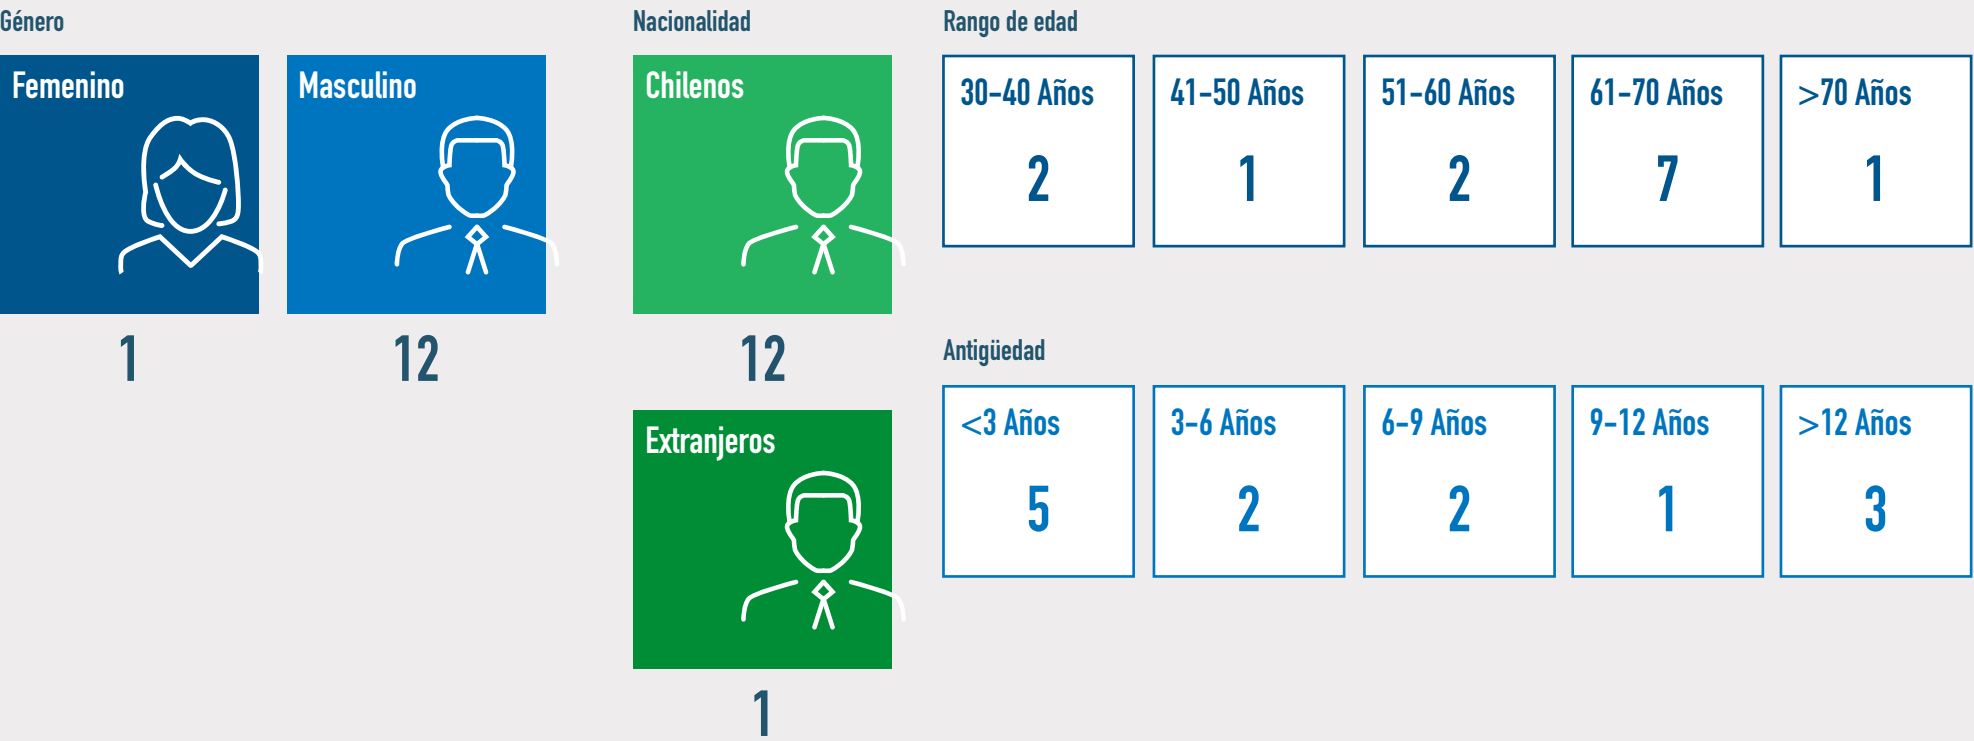 Género
Femenino
Masculino
1
12
Nacionalidad
Chilenos
12
Extranjeros
1
Rango de edad
30-40 Años
41-50 Años
51-60 Años
61-70 Años
>70 Años
2
1
2
7
1
Antigüedad
<3 Años
3-6 Años
6-9 Años
9-12 Años
>12 Años
5
2
2
1
3